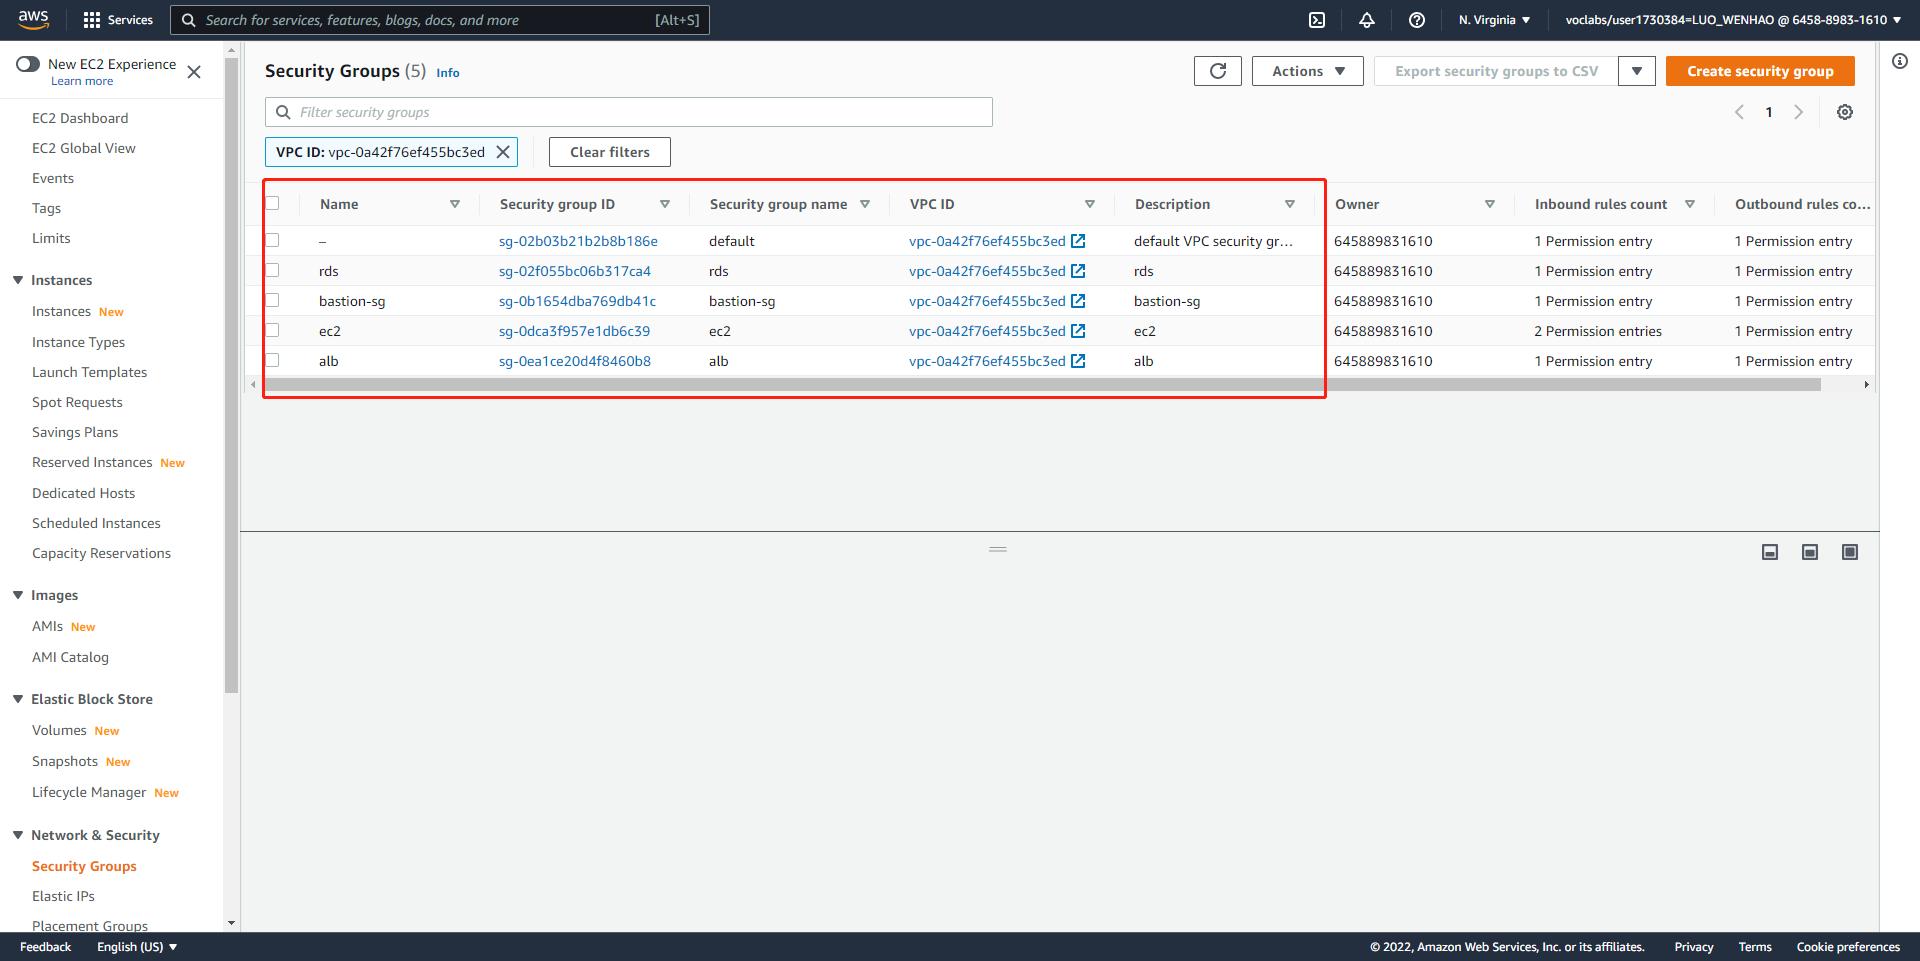 aws Services Search for services, features, blogs, docs, and more [Alt+S] N. Virginia voclabs/user1730384=LUO_WENHAO @ 6458-8983-1610
New EC2 Experience
Learn more
EC2 Dashboard
EC2 Global View
Events
Tags
Limits
Instances
Instances New
Instance Types
Launch Templates
Spot Requests
Savings Plans
Reserved Instances New
Dedicated Hosts
Scheduled Instances
Capacity Reservations
Images
AMIs New
AMI Catalog
Elastic Block Store
Volumes New
Snapshots New
Lifecycle Manager New
Network & Security
Security Groups
Elastic IPs
Placement Groups
Security Groups (5) Info Actions Export security groups to CSV Create security group
Filter security groups 1
VPC ID: vpc-0a42f76ef455bc3ed Clear filters
Name Security group ID Security group name VPC ID Description Owner Inbound rules count Outbound rules co...
– sg-02b03b21b2b8b186e default vpc-0a42f76ef455bc3ed default VPC security gr... 645889831610 1 Permission entry 1 Permission entry
rds sg-02f055bc06b317ca4 rds vpc-0a42f76ef455bc3ed rds 645889831610 1 Permission entry 1 Permission entry
bastion-sg sg-0b1654dba769db41c bastion-sg vpc-0a42f76ef455bc3ed bastion-sg 645889831610 1 Permission entry 1 Permission entry
ec2 sg-0dca3f957e1db6c39 ec2 vpc-0a42f76ef455bc3ed ec2 645889831610 2 Permission entries 1 Permission entry
alb sg-0ea1ce20d4f8460b8 alb vpc-0a42f76ef455bc3ed alb 645889831610 1 Permission entry 1 Permission entry
Feedback English (US) © 2022, Amazon Web Services, Inc. or its affiliates. Privacy Terms Cookie preferences